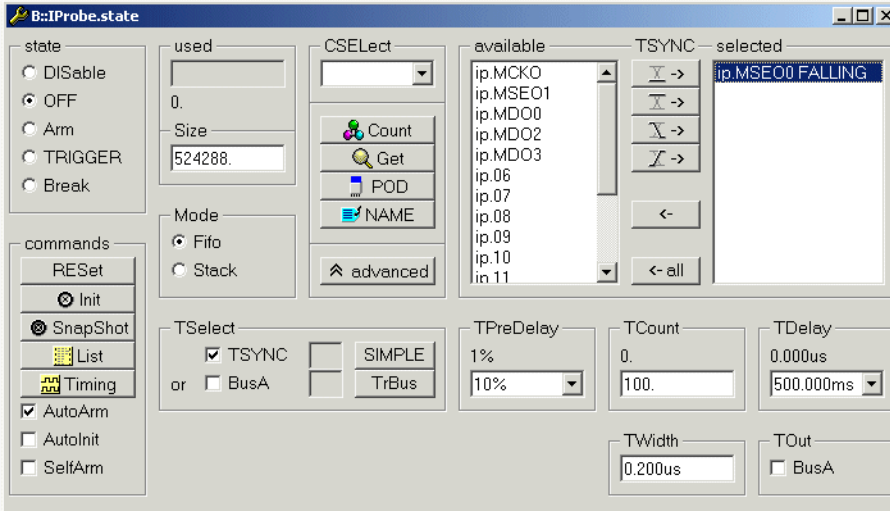 B::IProbe.state
state
DISable
OFF
Arm
TRIGGER
Break
used
0.
Size
524288.
CSELect
Count
Get
POD
NAME
advanced
available
ip.MCKO
ip.MSEO1
ip.MDO0
ip.MDO2
ip.MDO3
ip.06
ip.07
ip.08
ip.09
ip.10
ip.11
TSYNC
X ->
X ->
X ->
X ->
<-
<- all
selected
ip.MSEO0 FALLING
Mode
Fifo
Stack
commands
RESet
Init
SnapShot
List
Timing
AutoArm
AutoInit
SelfArm
TSelect
TSYNC
SIMPLE
or
BusA
TrBus
TPreDelay
1%
10%
TCount
0.
100.
TDelay
0.000us
500.000ms
TWidth
0.200us
TOut
BusA